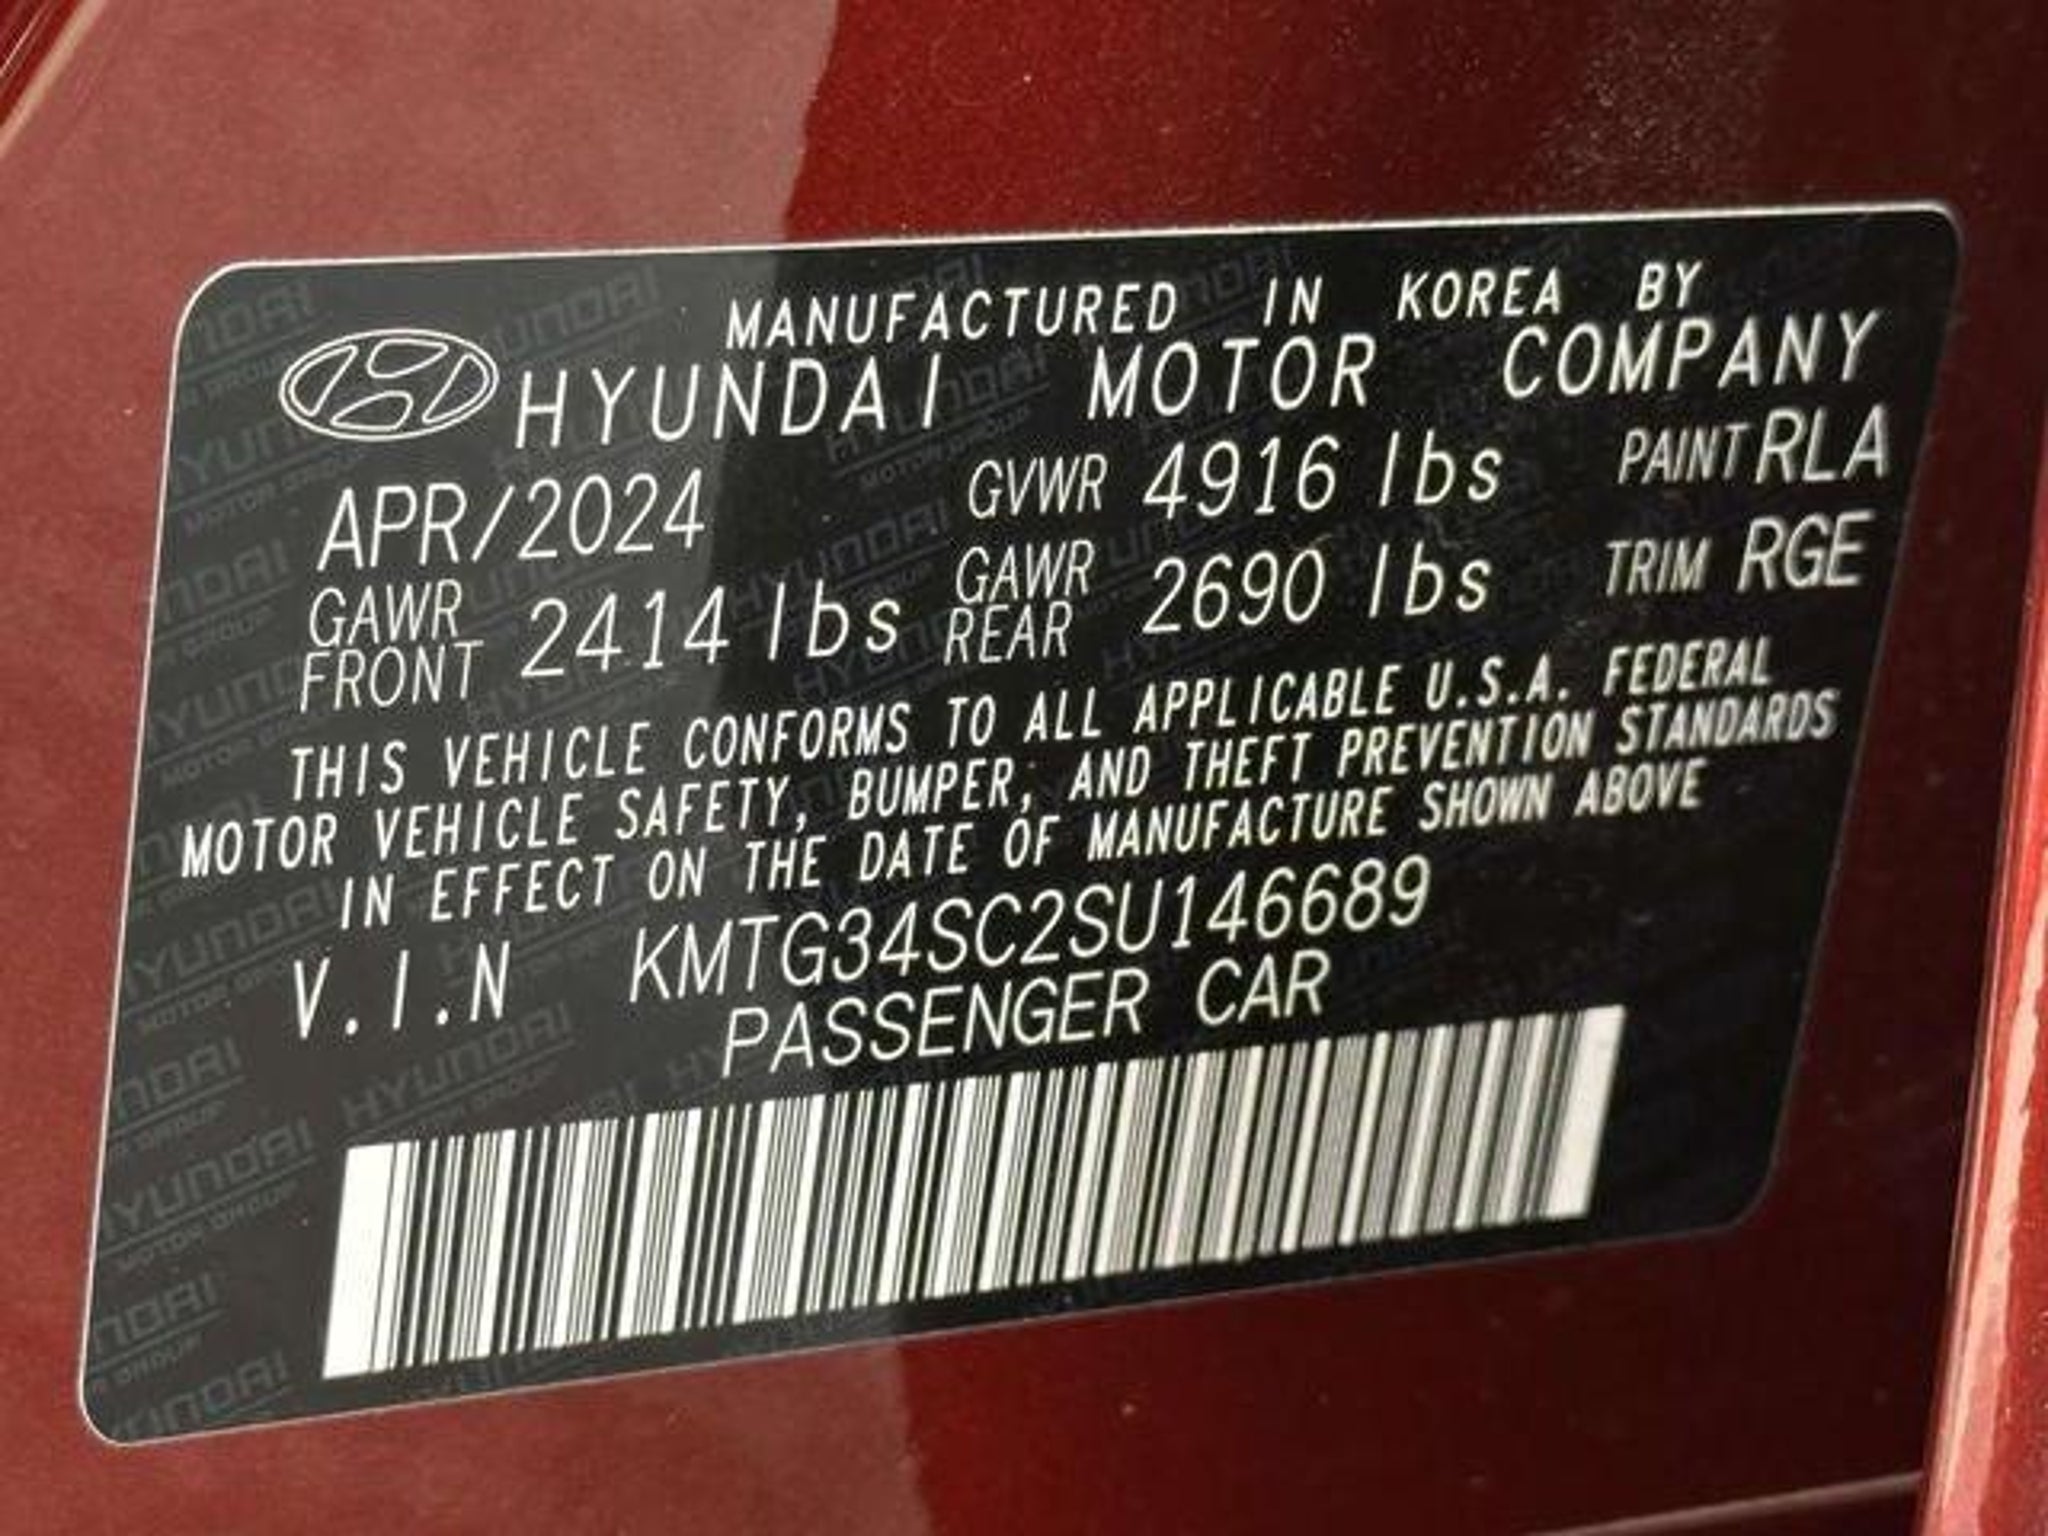 MANUFACTURED IN KOREA BY
HYUNDAI MOTOR COMPANY
APR/2024 GVWR 4916 lbs PAINT RLA
GAWR FRONT 2414 lbs GAWR REAR 2690 lbs TRIM RGE
THIS VEHICLE CONFORMS TO ALL APPLICABLE U.S.A. FEDERAL
MOTOR VEHICLE SAFETY, BUMPER, AND THEFT PREVENTION STANDARDS
IN EFFECT ON THE DATE OF MANUFACTURE SHOWN ABOVE
V.I.N KMTG34SC2SU146689
PASSENGER CAR